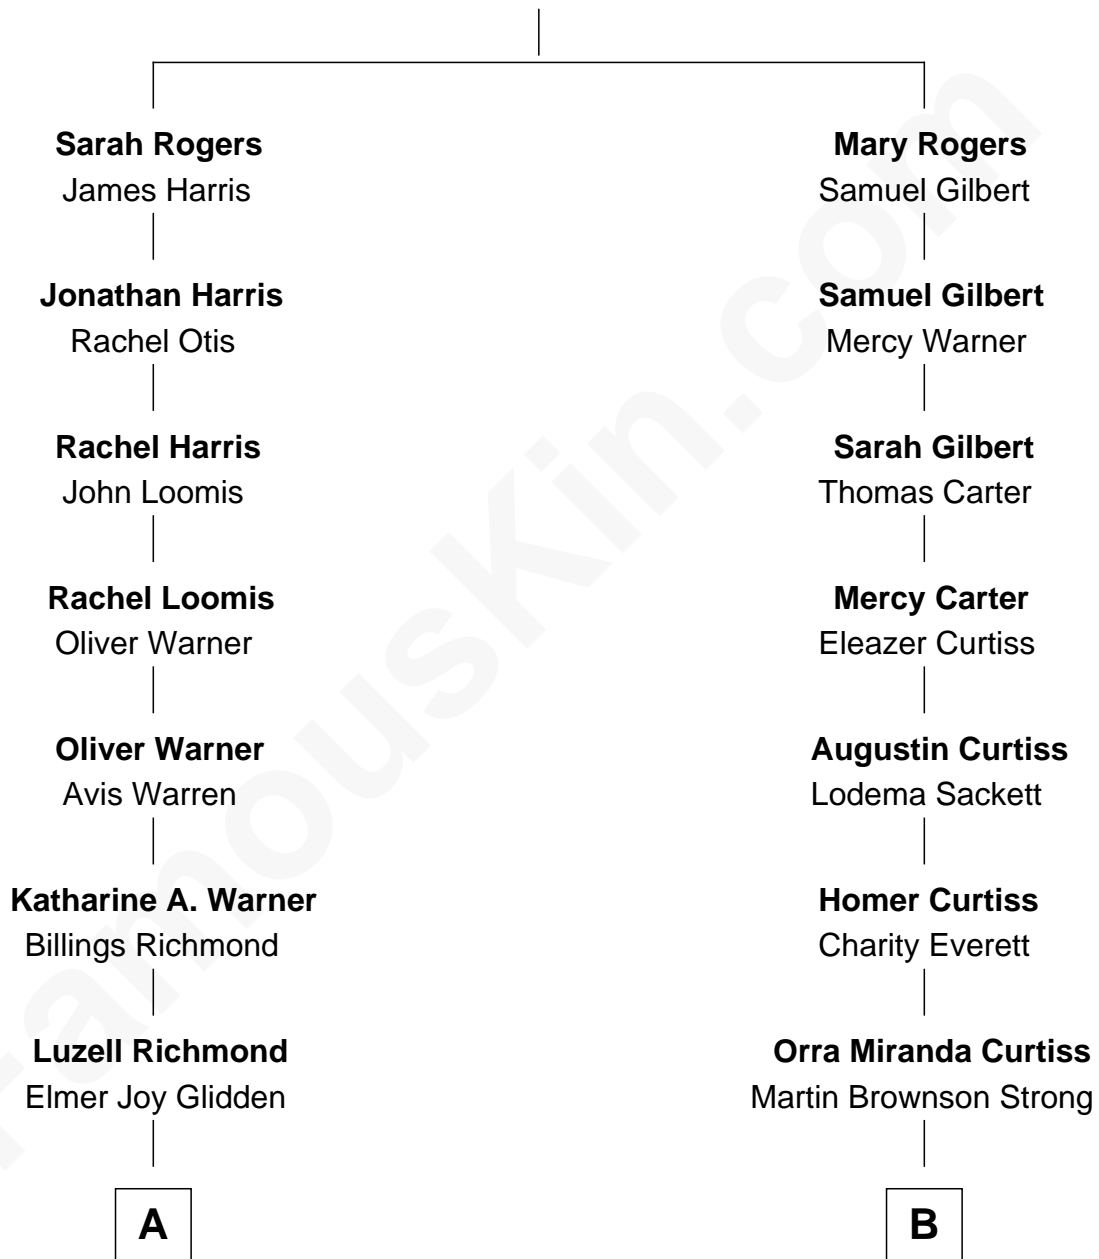 Sarah Rogers
James Harris
Jonathan Harris
Rachel Otis
Rachel Harris
John Loomis
Rachel Loomis
Oliver Warner
Oliver Warner
Avis Warren
Katharine A. Warner
Billings Richmond
Luzell Richmond
Elmer Joy Glidden
A
Mary Rogers
Samuel Gilbert
Samuel Gilbert
Mercy Warner
Sarah Gilbert
Thomas Carter
Mercy Carter
Eleazer Curtiss
Augustin Curtiss
Lodema Sackett
Homer Curtiss
Charity Everett
Orra Miranda Curtiss
Martin Brownson Strong
B
FamousKin.com